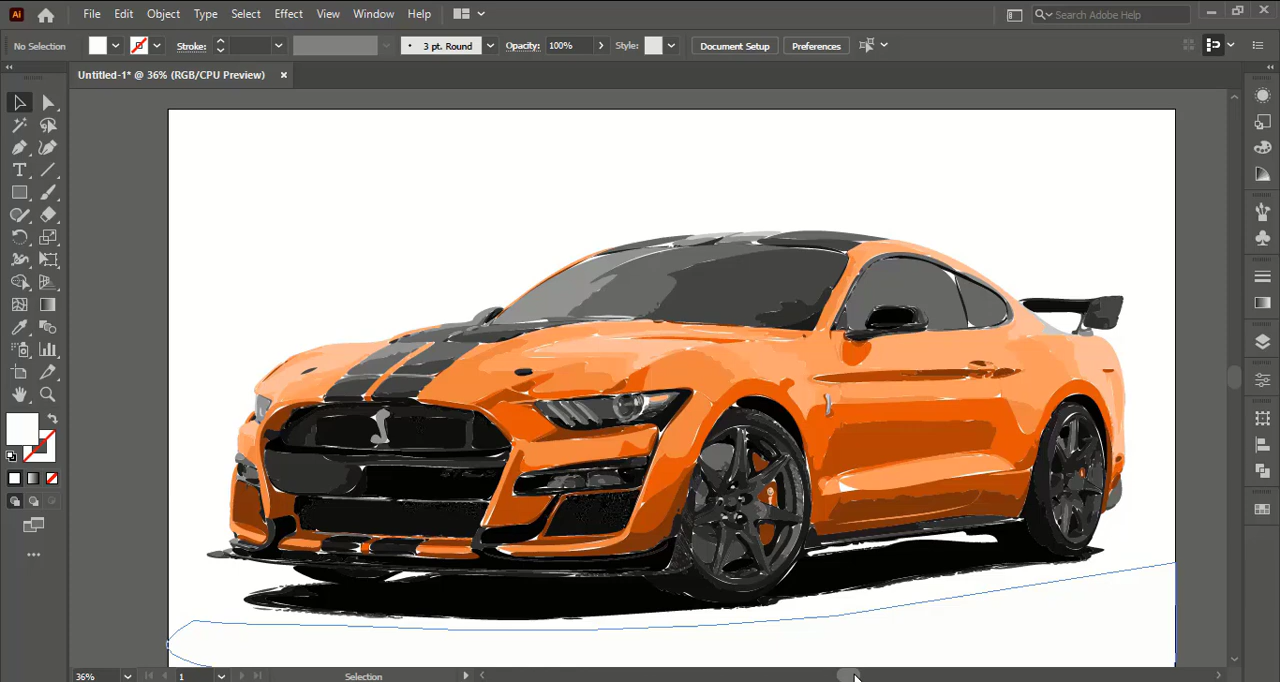 Ai File Edit Object Type Select Effect View Window Help Search Adobe Help
No Selection Stroke: 3 pt. Round Opacity: 100% Style: Document Setup Preferences
Untitled-1* @ 36% (RGB/CPU Preview)
T
36% 1 Selection